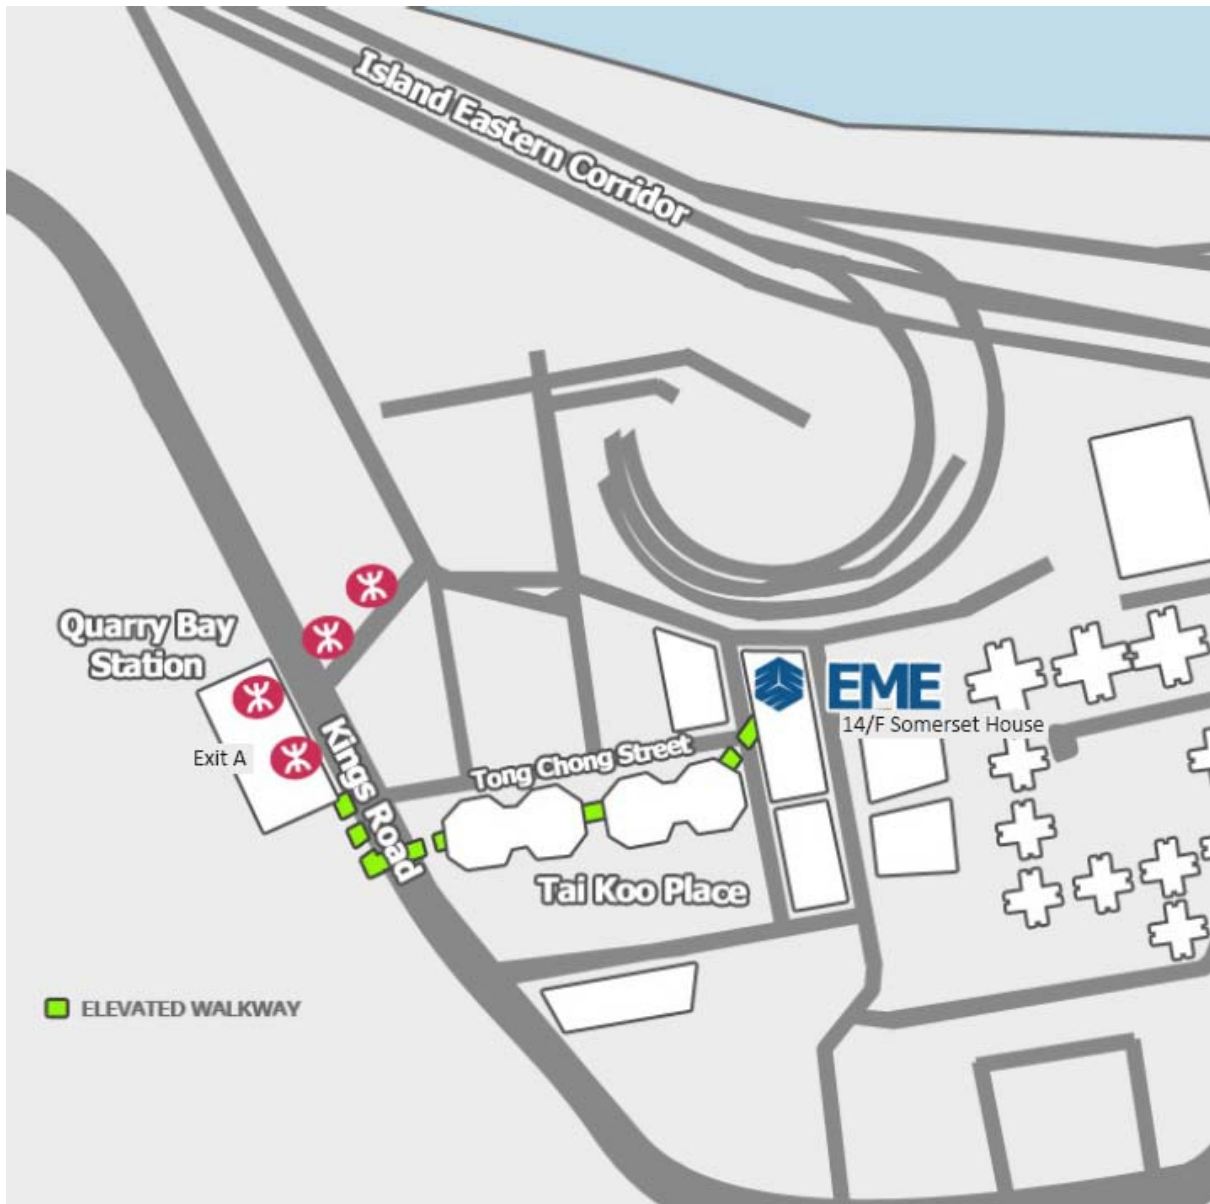 Island Eastern Corridor
Quarry Bay
Station
EME
14/F Somerset House
Exit A
Kings Road
Tong Chong Street
Tai Koo Place
ELEVATED WALKWAY